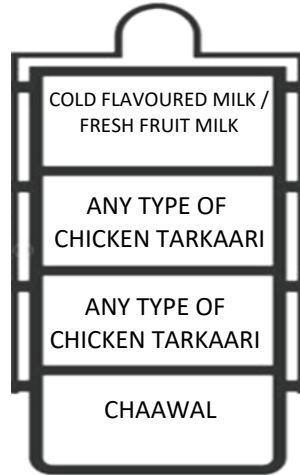 COLD FLAVOURED MILK /
FRESH FRUIT MILK
ANY TYPE OF
CHICKEN TARKAARI
ANY TYPE OF
CHICKEN TARKAARI
CHAAWAL